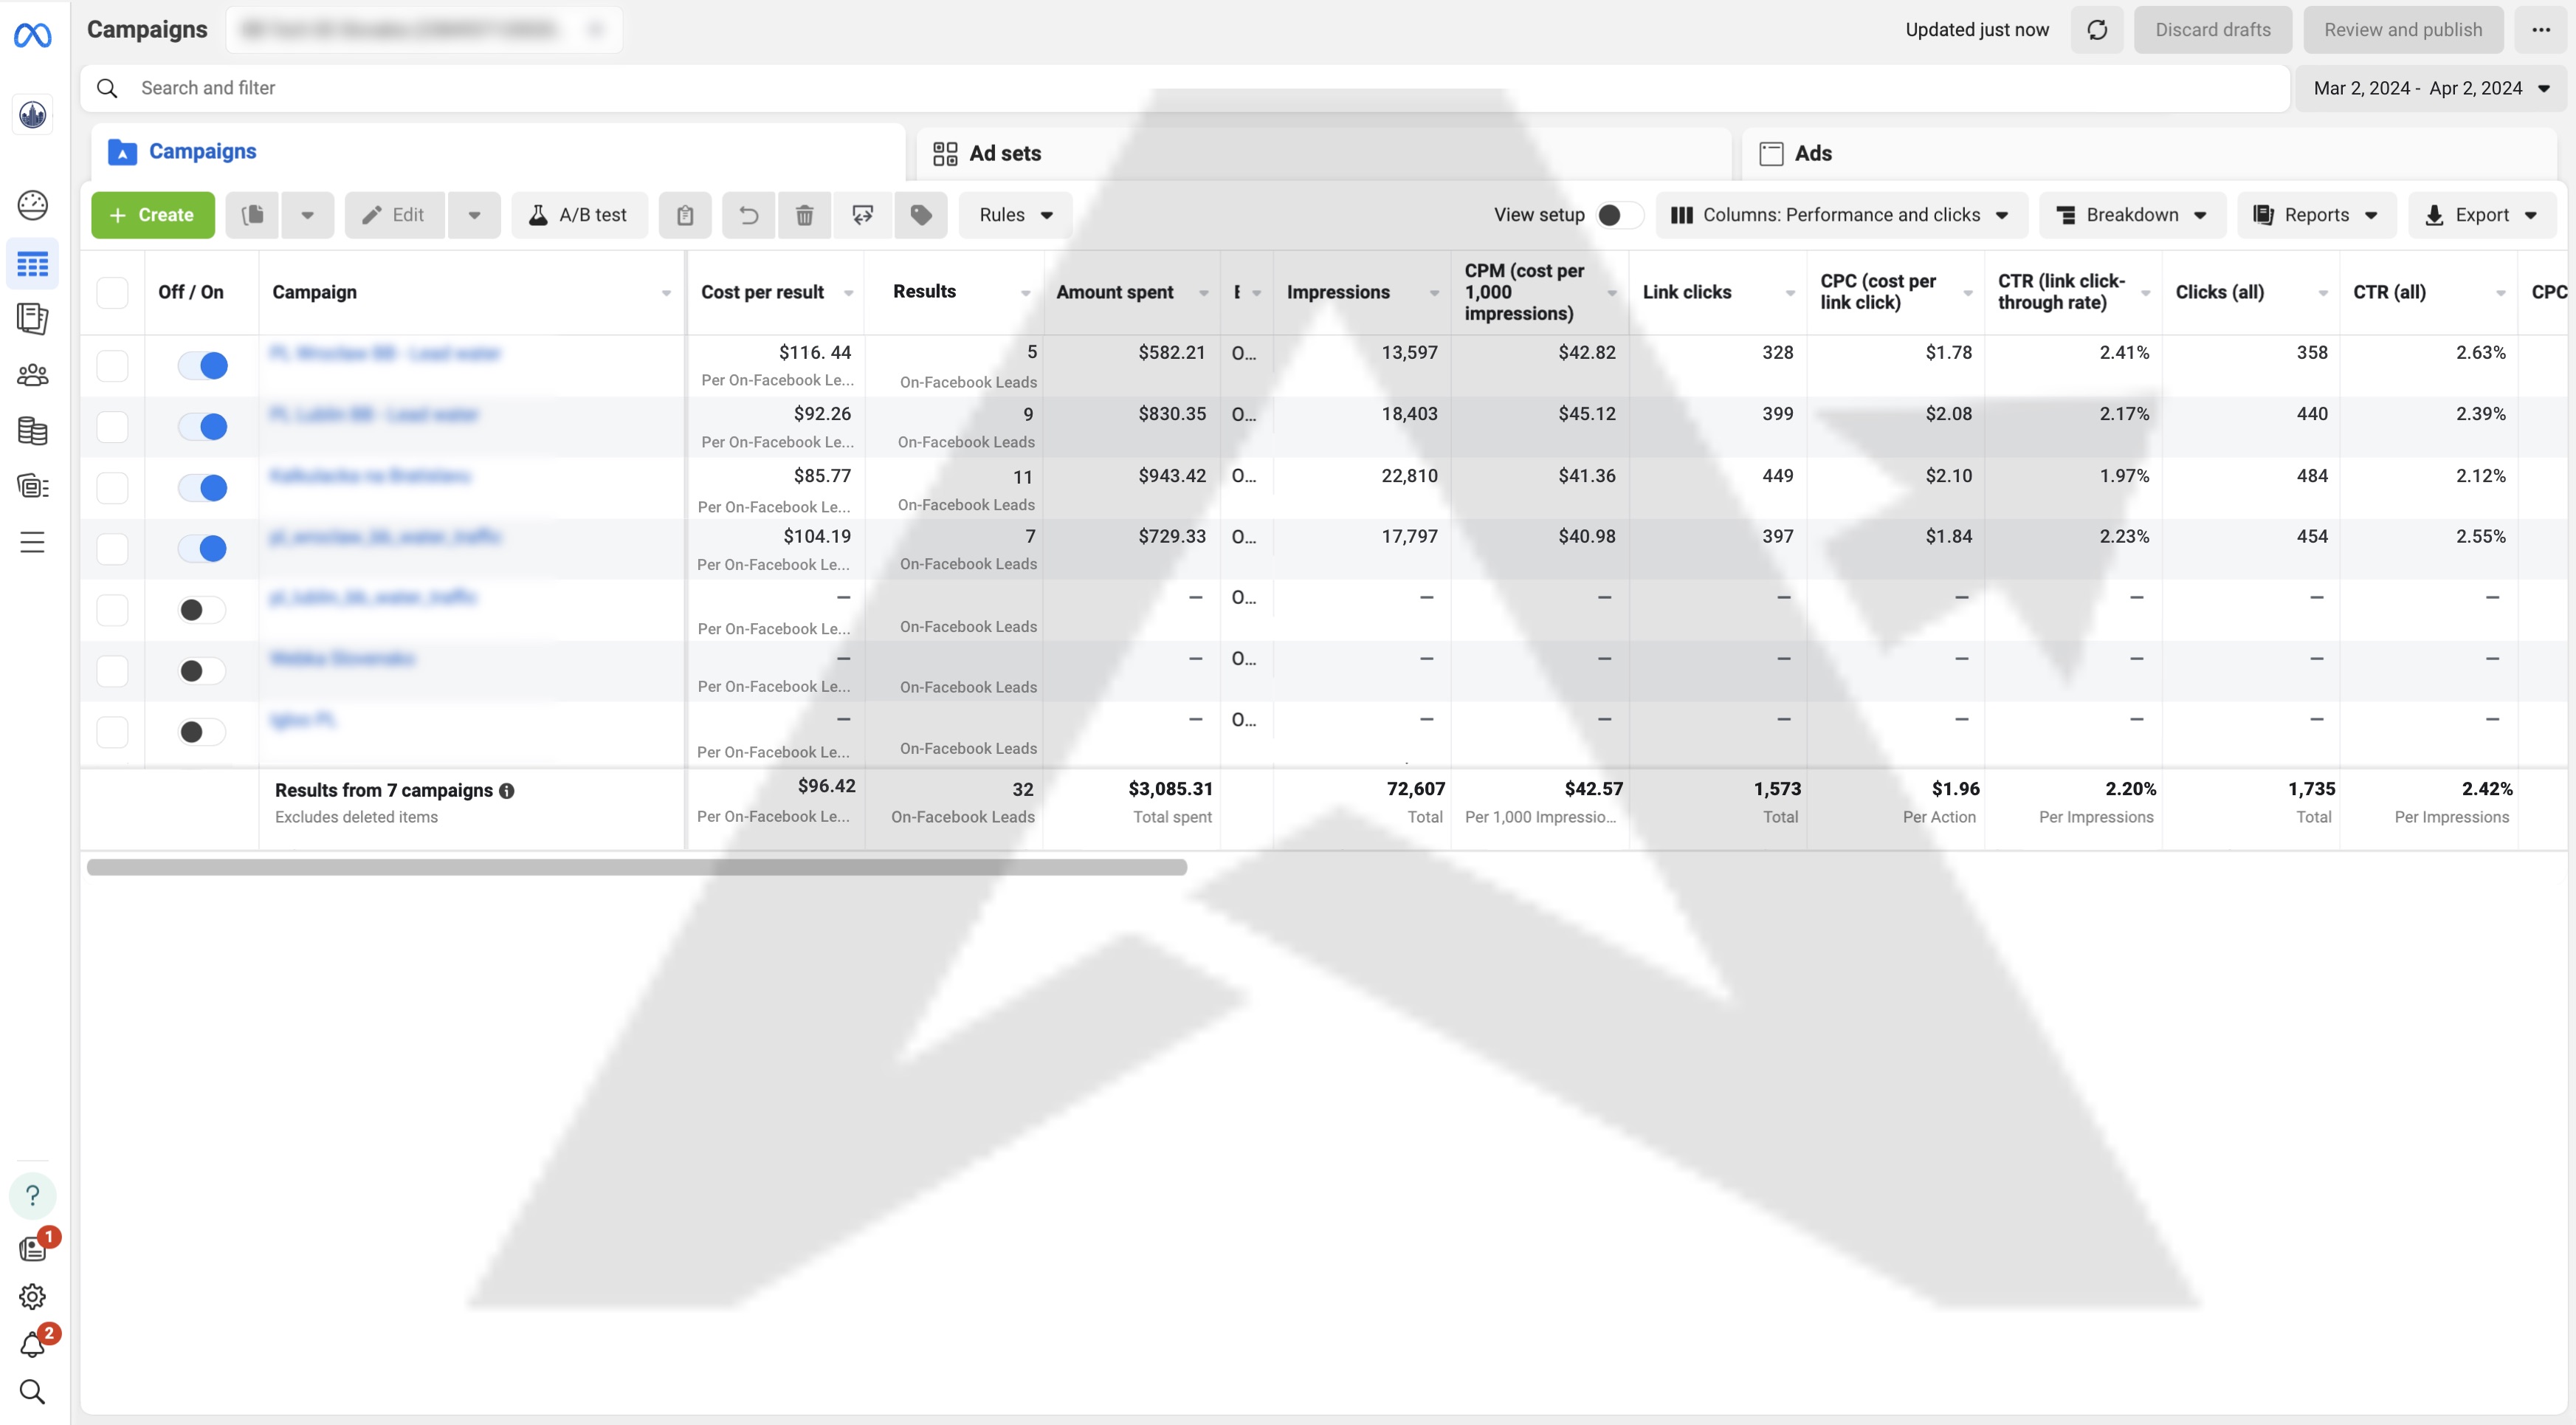 Campaigns
Updated just now
Discard drafts
Review and publish
Search and filter
Mar 2, 2024 - Apr 2, 2024
Campaigns
Ad sets
Ads
+ Create
Edit
A/B test
Rules
View setup
Columns: Performance and clicks
Breakdown
Reports
Export
Off / On Campaign Cost per result Results Amount spent Impressions CPM (cost per 1,000 impressions) Link clicks CPC (cost per link click) CTR (link click-through rate) Clicks (all) CTR (all) CPC
$116. 44 5 $582.21 O... 13,597 $42.82 328 $1.78 2.41% 358 2.63%
Per On-Facebook Le... On-Facebook Leads
$92.26 9 $830.35 O... 18,403 $45.12 399 $2.08 2.17% 440 2.39%
Per On-Facebook Le... On-Facebook Leads
$85.77 11 $943.42 O... 22,810 $41.36 449 $2.10 1.97% 484 2.12%
Per On-Facebook Le... On-Facebook Leads
$104.19 7 $729.33 O... 17,797 $40.98 397 $1.84 2.23% 454 2.55%
Per On-Facebook Le... On-Facebook Leads
— — O... — — — — — — —
Per On-Facebook Le... On-Facebook Leads
— — O... — — — — — — —
Per On-Facebook Le... On-Facebook Leads
— — O... — — — — — — —
Per On-Facebook Le... On-Facebook Leads
Results from 7 campaigns $96.42 32 $3,085.31 72,607 $42.57 1,573 $1.96 2.20% 1,735 2.42%
Excludes deleted items Per On-Facebook Le... On-Facebook Leads Total spent Total Per 1,000 Impressio... Total Per Action Per Impressions Total Per Impressions
?
1
2